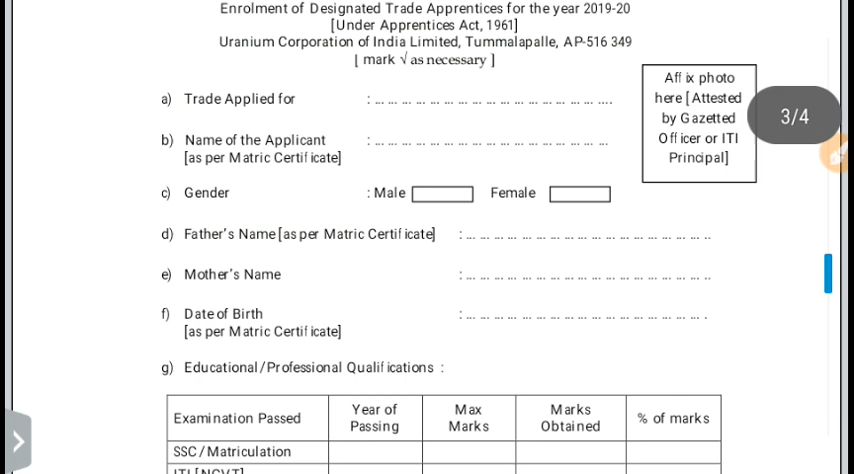 Enrolment of Designated Trade Apprentices for the year 2019-20
[Under Apprentices Act, 1961]
Uranium Corporation of India Limited, Tummalapalle, AP-516 349
[ mark √ as necessary ]
Affix photo
here [Attested
by Gazetted
Officer or ITI
Principal]
3/4
a) Trade Applied for : ... ... ... ... ... ... ... ... ... ... ... ... ... ... ... ... ....
b) Name of the Applicant : ... ... ... ... ... ... ... ... ... ... ... ... ... ... ... ... ...
[as per Matric Certificate]
c) Gender : Male Female
d) Father's Name [as per Matric Certificate] : ... ... ... ... ... ... ... ... ... ... ... ... ... ... ... ... ... ..
e) Mother's Name : ... ... ... ... ... ... ... ... ... ... ... ... ... ... ... ... ... ..
f) Date of Birth : ... ... ... ... ... ... ... ... ... ... ... ... ... ... ... ... ... .
[as per Matric Certificate]
g) Educational/Professional Qualifications :
Examination Passed Year of Passing Max Marks Marks Obtained % of marks
SSC/Matriculation
ITI [NCVT]